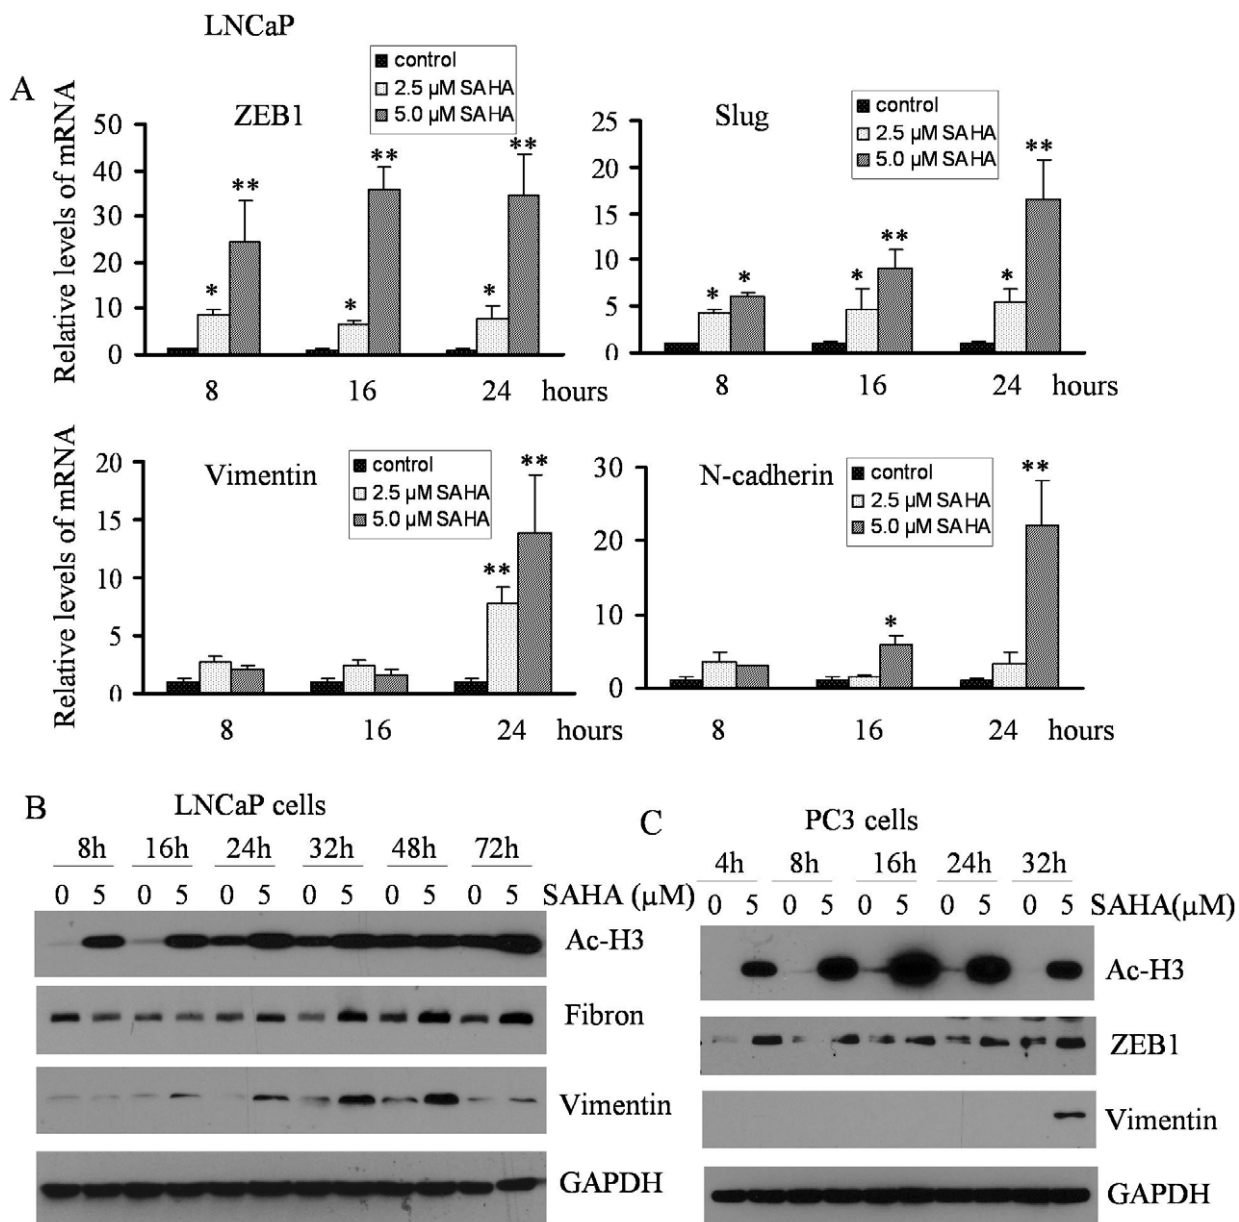 LNCaP
A
ZEB1
control
2.5 µM SAHA
5.0 µM SAHA
Relative levels of mRNA
50
40
30
20
10
0
* ** * ** * **
8 16 24 hours
Slug
control
2.5 µM SAHA
5.0 µM SAHA
25
20
15
10
5
0
* * * ** * **
8 16 24 hours
Vimentin
control
2.5 µM SAHA
5.0 µM SAHA
Relative levels of mRNA
20
15
10
5
0
** **
8 16 24 hours
N-cadherin
control
2.5 µM SAHA
5.0 µM SAHA
30
20
10
0
* **
8 16 24 hours
B
LNCaP cells
8h 16h 24h 32h 48h 72h
0 5 0 5 0 5 0 5 0 5 0 5 SAHA (µM)
Ac-H3
Fibron
Vimentin
GAPDH
C
PC3 cells
4h 8h 16h 24h 32h
0 5 0 5 0 5 0 5 0 5 SAHA(µM)
Ac-H3
ZEB1
Vimentin
GAPDH